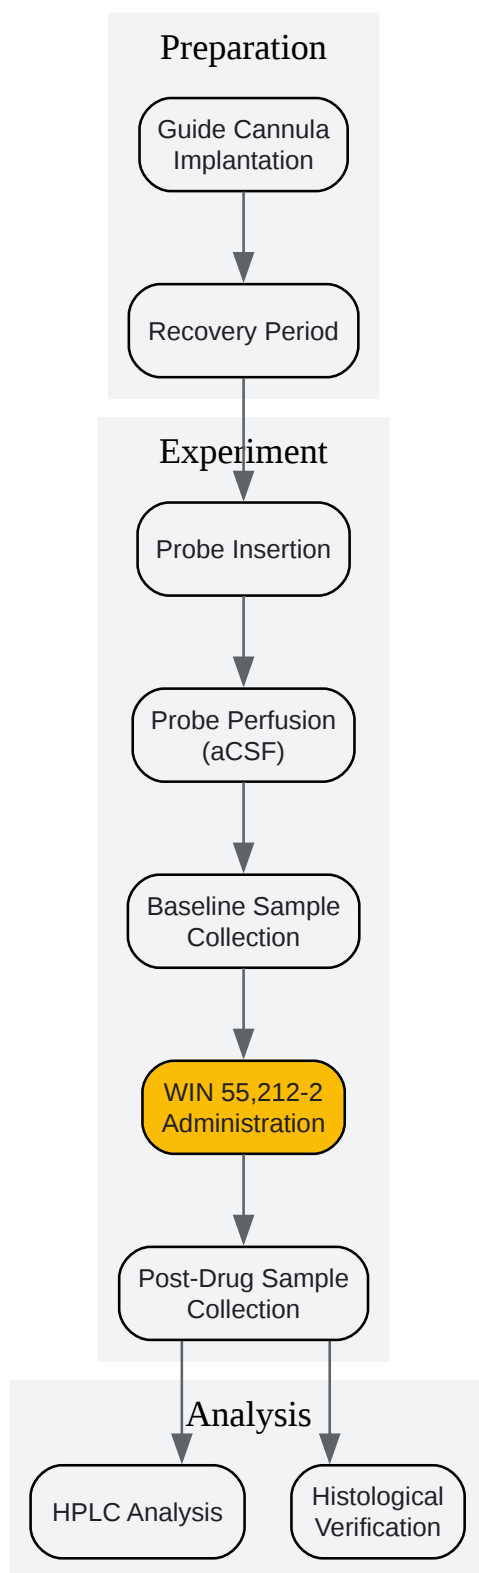 Preparation
Guide Cannula
Implantation
Recovery Period
Experiment
Probe Insertion
Probe Perfusion
(aCSF)
Baseline Sample
Collection
WIN 55,212-2
Administration
Post-Drug Sample
Collection
Analysis
HPLC Analysis
Histological
Verification